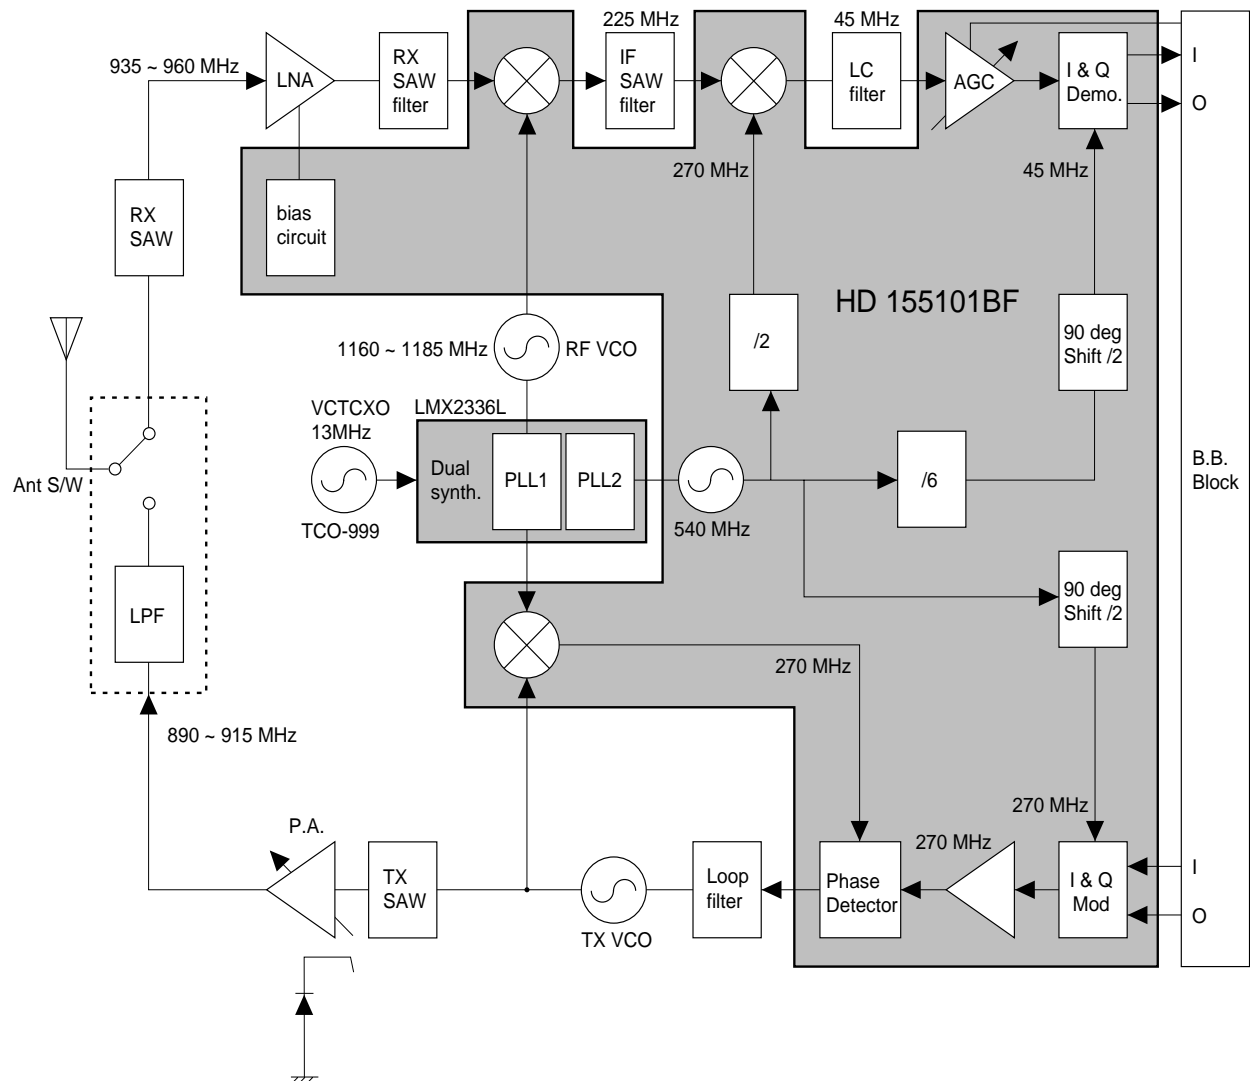 225 MHz
45 MHz
935 ~ 960 MHz
LNA
RX
SAW
filter
IF
SAW
filter
LC
filter
AGC
I & Q
Demo.
I
O
270 MHz
45 MHz
RX
SAW
bias
circuit
HD 155101BF
1160 ~ 1185 MHz
RF VCO
/2
90 deg
Shift /2
VCTCXO
13MHz
LMX2336L
Dual
synth.
PLL1
PLL2
/6
B.B.
Block
Ant S/W
TCO-999
540 MHz
LPF
90 deg
Shift /2
270 MHz
890 ~ 915 MHz
270 MHz
270 MHz
P.A.
TX
SAW
TX VCO
Loop
filter
Phase
Detector
I & Q
Mod
I
O